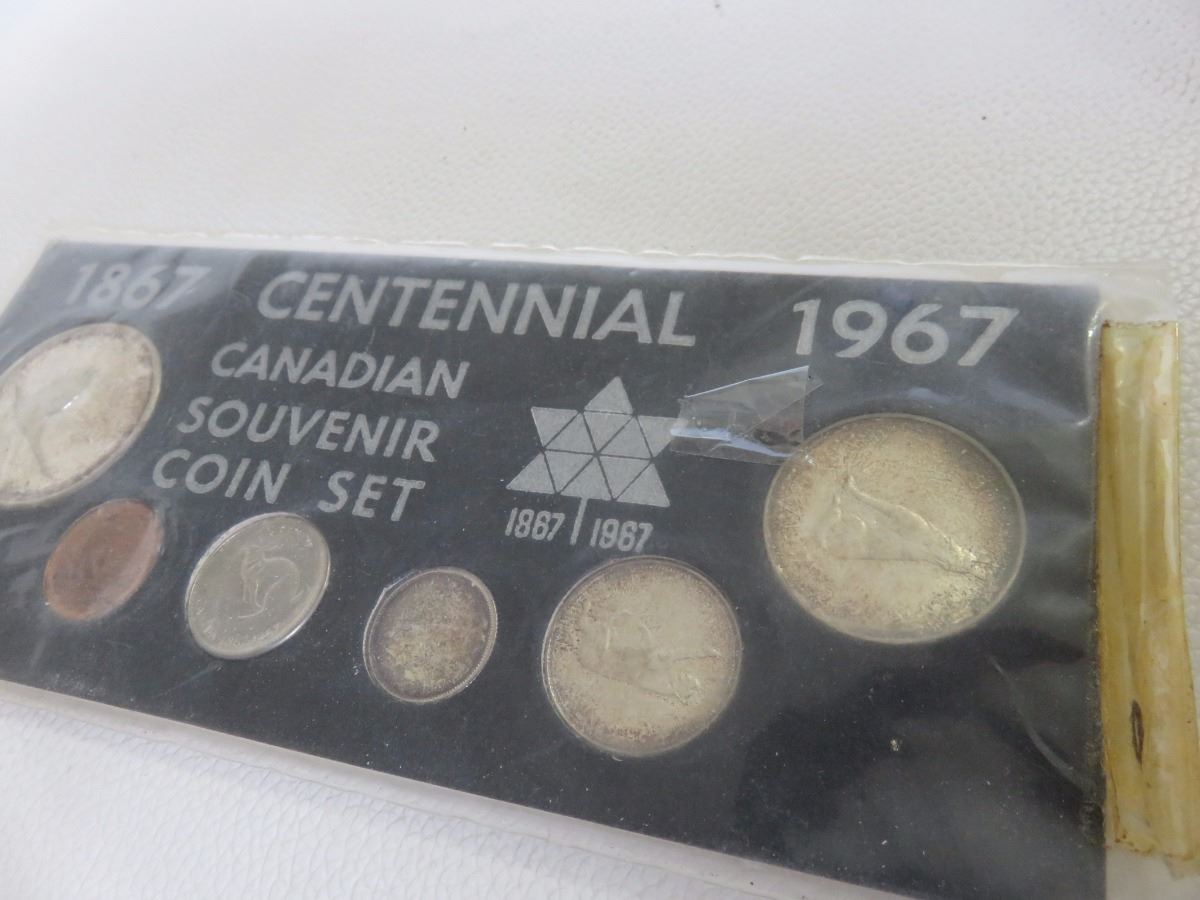 1867 CENTENNIAL 1967
CANADIAN
SOUVENIR
COIN SET
1867 1967